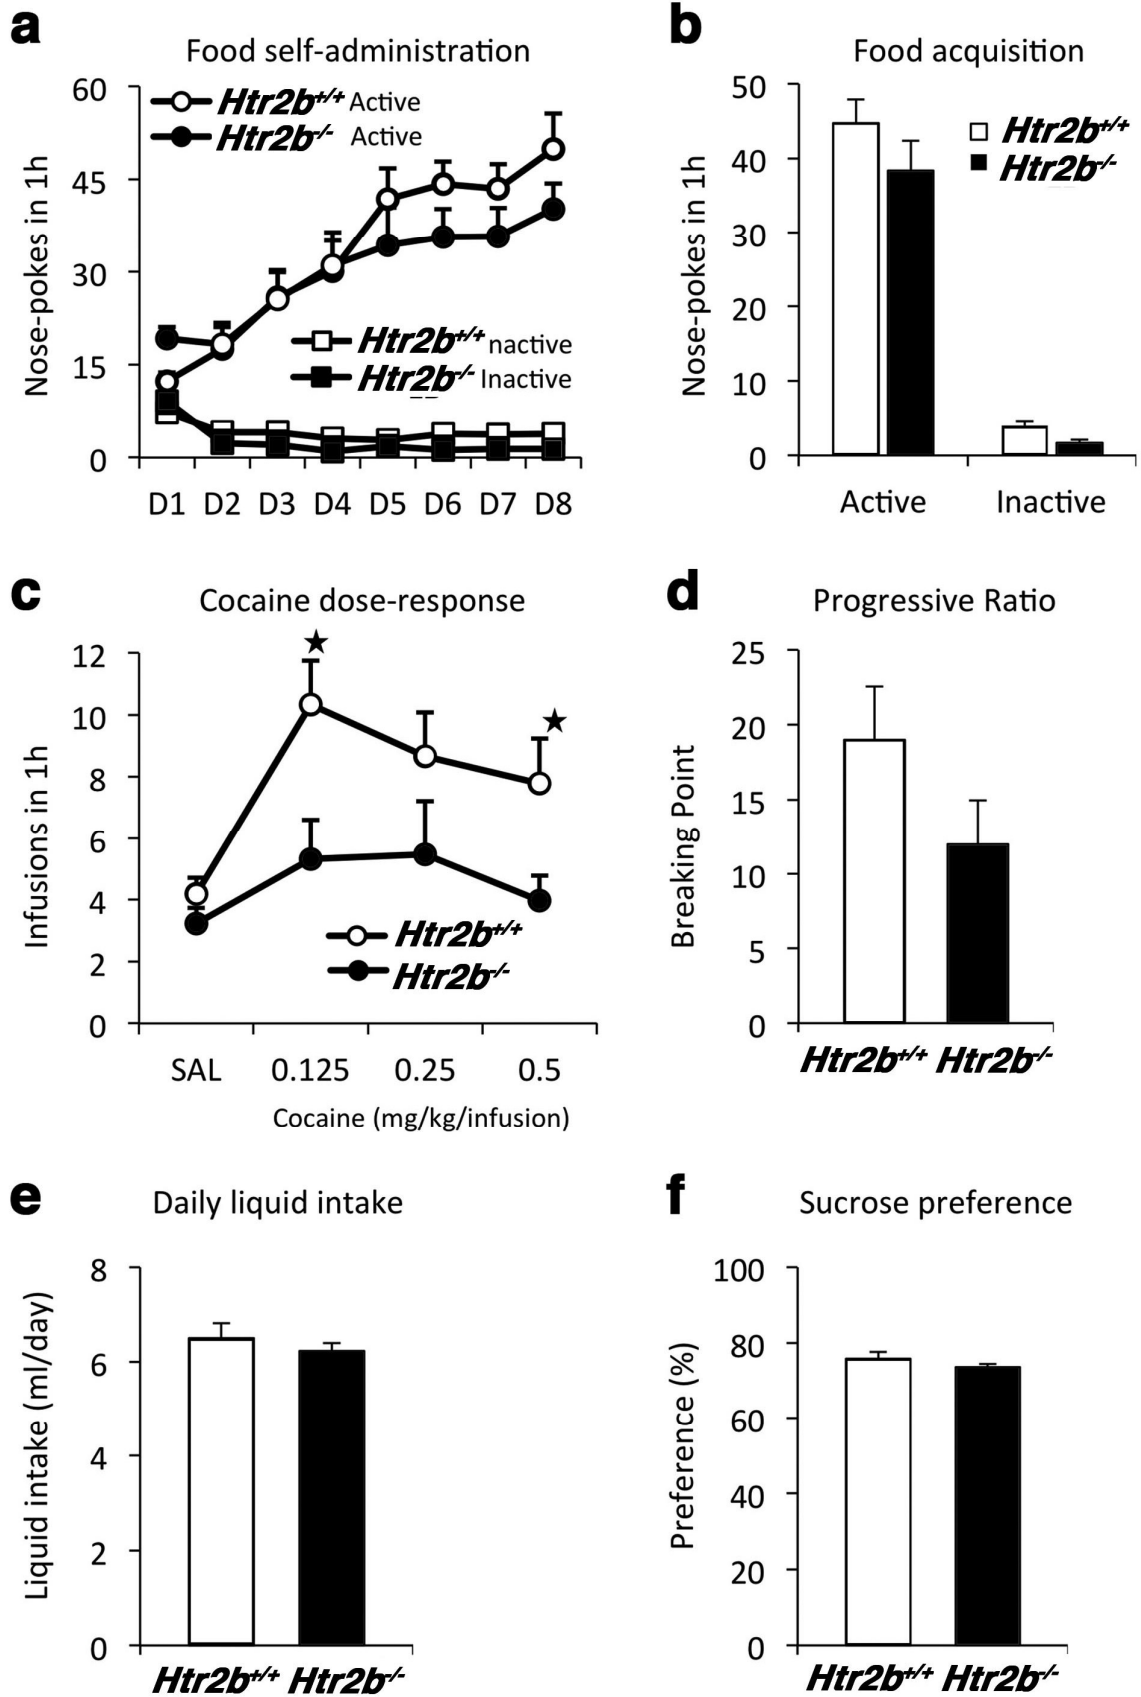 a
Food self-administration
Nose-pokes in 1h
60
45
30
15
0
Htr2b+/+ Active
Htr2b-/- Active
Htr2b+/+ nactive
Htr2b-/- Inactive
D1 D2 D3 D4 D5 D6 D7 D8
b
Food acquisition
Nose-pokes in 1h
50
40
30
20
10
0
Htr2b+/+
Htr2b-/-
Active Inactive
c
Cocaine dose-response
Infusions in 1h
12
10
8
6
4
2
0
★
★
Htr2b+/+
Htr2b-/-
SAL 0.125 0.25 0.5
Cocaine (mg/kg/infusion)
d
Progressive Ratio
Breaking Point
25
20
15
10
5
0
Htr2b+/+ Htr2b-/-
e
Daily liquid intake
Liquid intake (ml/day)
8
6
4
2
0
Htr2b+/+ Htr2b-/-
f
Sucrose preference
Preference (%)
100
80
60
40
20
0
Htr2b+/+ Htr2b-/-